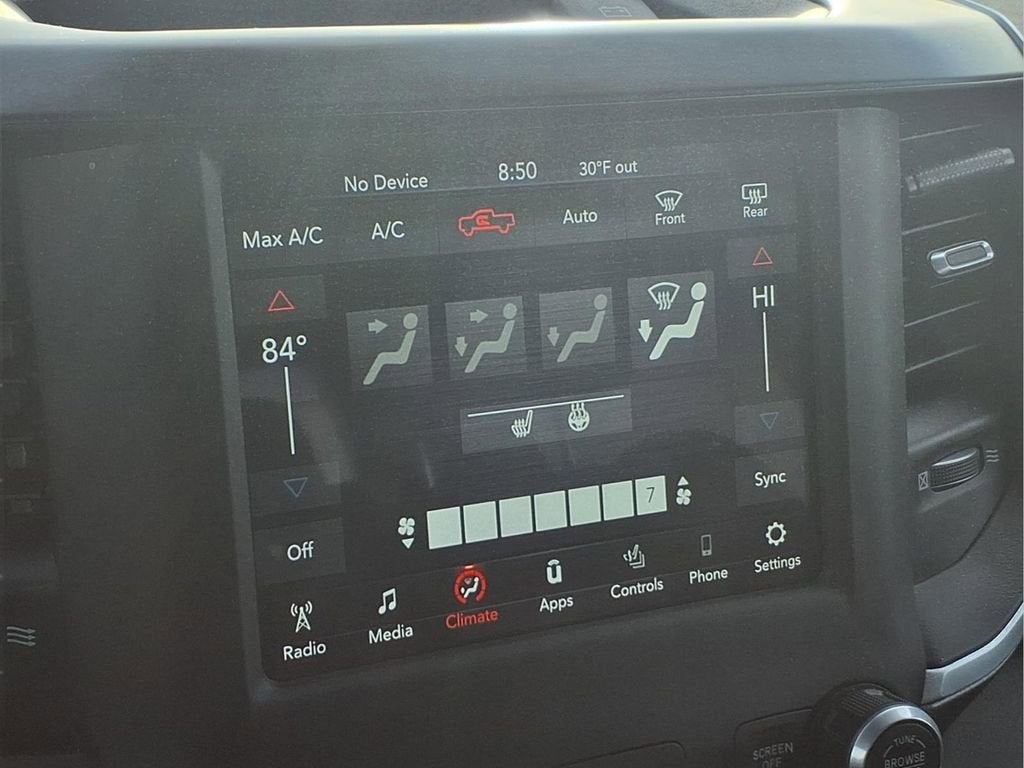 No Device 8:50 30°F out
Max A/C A/C Auto Front Rear
84° HI
7
Off Sync
Radio Media Climate Apps Controls Phone Settings
SCREEN
OFF
TUNE
BROWSE